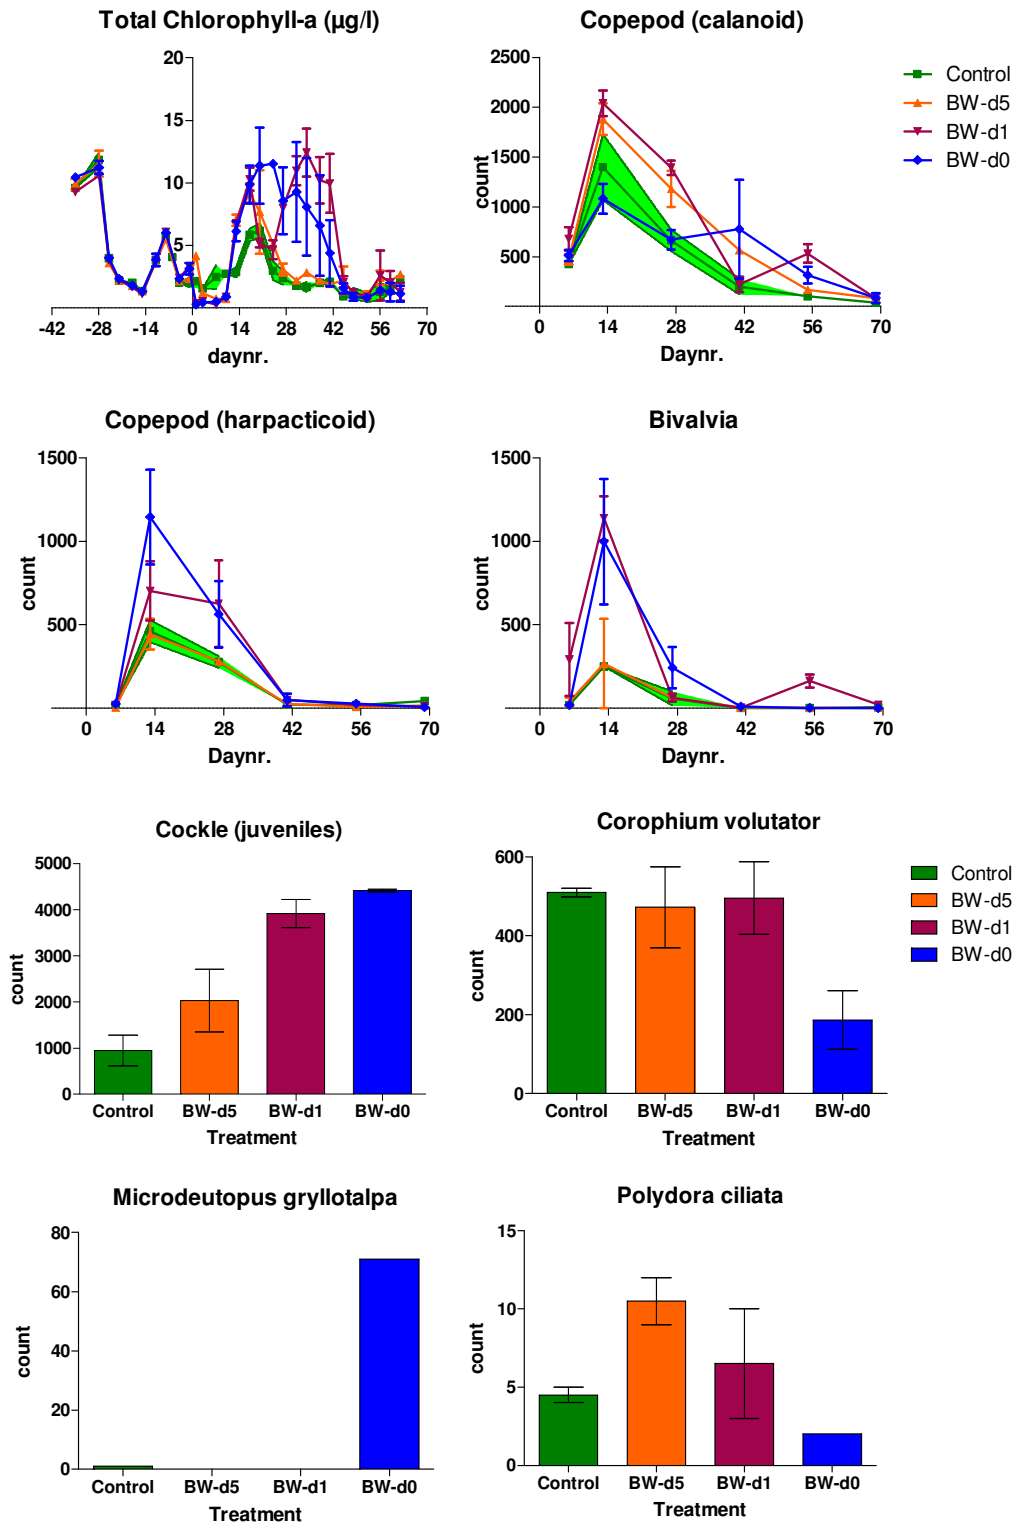 Total Chlorophyll-a (µg/l)
20
15
10
5
-42 -28 -14 0 14 28 42 56 70
daynr.
Copepod (calanoid)
2500
2000
1500
1000
500
count
0 14 28 42 56 70
Daynr.
Control
BW-d5
BW-d1
BW-d0
Copepod (harpacticoid)
1500
1000
500
count
0 14 28 42 56 70
Daynr.
Bivalvia
1500
1000
500
count
0 14 28 42 56 70
Daynr.
Cockle (juveniles)
5000
4000
3000
2000
1000
0
count
Control BW-d5 BW-d1 BW-d0
Treatment
Corophium volutator
600
400
200
0
count
Control BW-d5 BW-d1 BW-d0
Treatment
Control
BW-d5
BW-d1
BW-d0
Microdeutopus gryllotalpa
80
60
40
20
0
count
Control BW-d5 BW-d1 BW-d0
Treatment
Polydora ciliata
15
10
5
0
count
Control BW-d5 BW-d1 BW-d0
Treatment